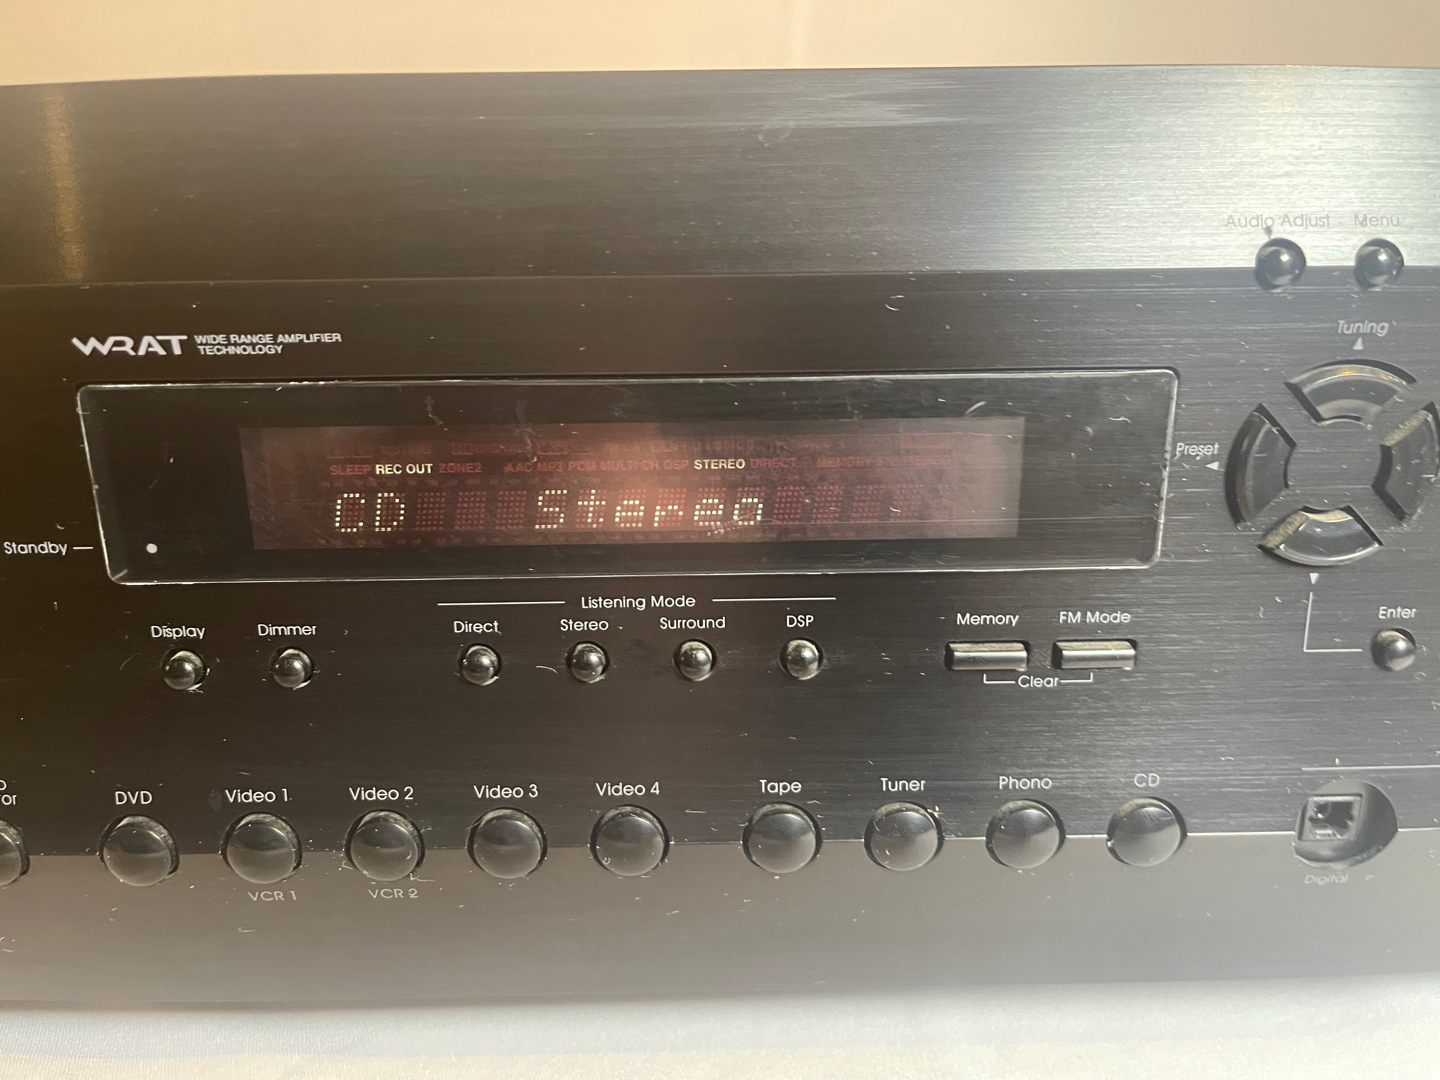 Audio Adjust Menu
Tuning
WRAT WIDE RANGE AMPLIFIER
TECHNOLOGY
Preset
SLEEP REC OUT ZONE2 AAC MP3 PCM MULTI CH DSP STEREO DIRECT MEMORY
CD Stereo
Standby
Listening Mode
Display Dimmer Direct Stereo Surround DSP Memory FM Mode Enter
Clear
or DVD Video 1 Video 2 Video 3 Video 4 Tape Tuner Phono CD
VCR 1 VCR 2 Digital